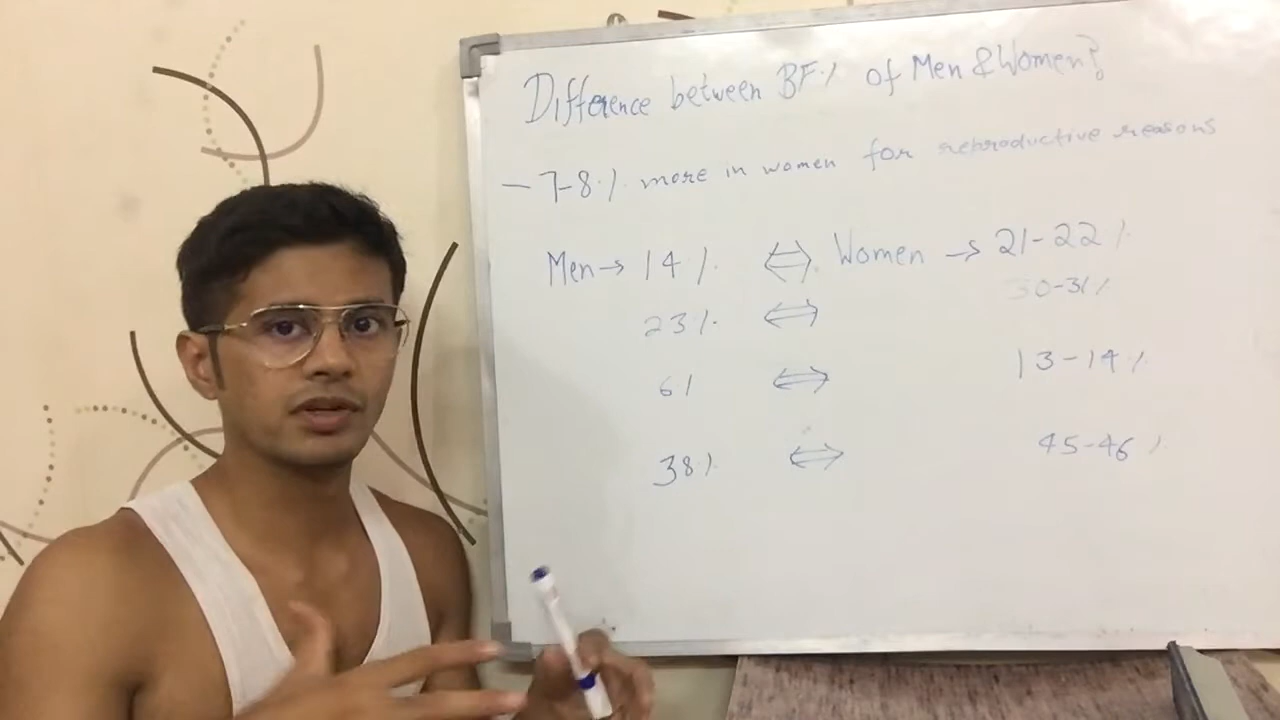 Difference between BF% of Men & Women?
— 7-8% more in women for reproductive reasons
Men → 14% ⇔ Women → 21-22%
23% ⇔ 30-31%
6% ⇔ 13-14%
38% ⇔ 45-46%